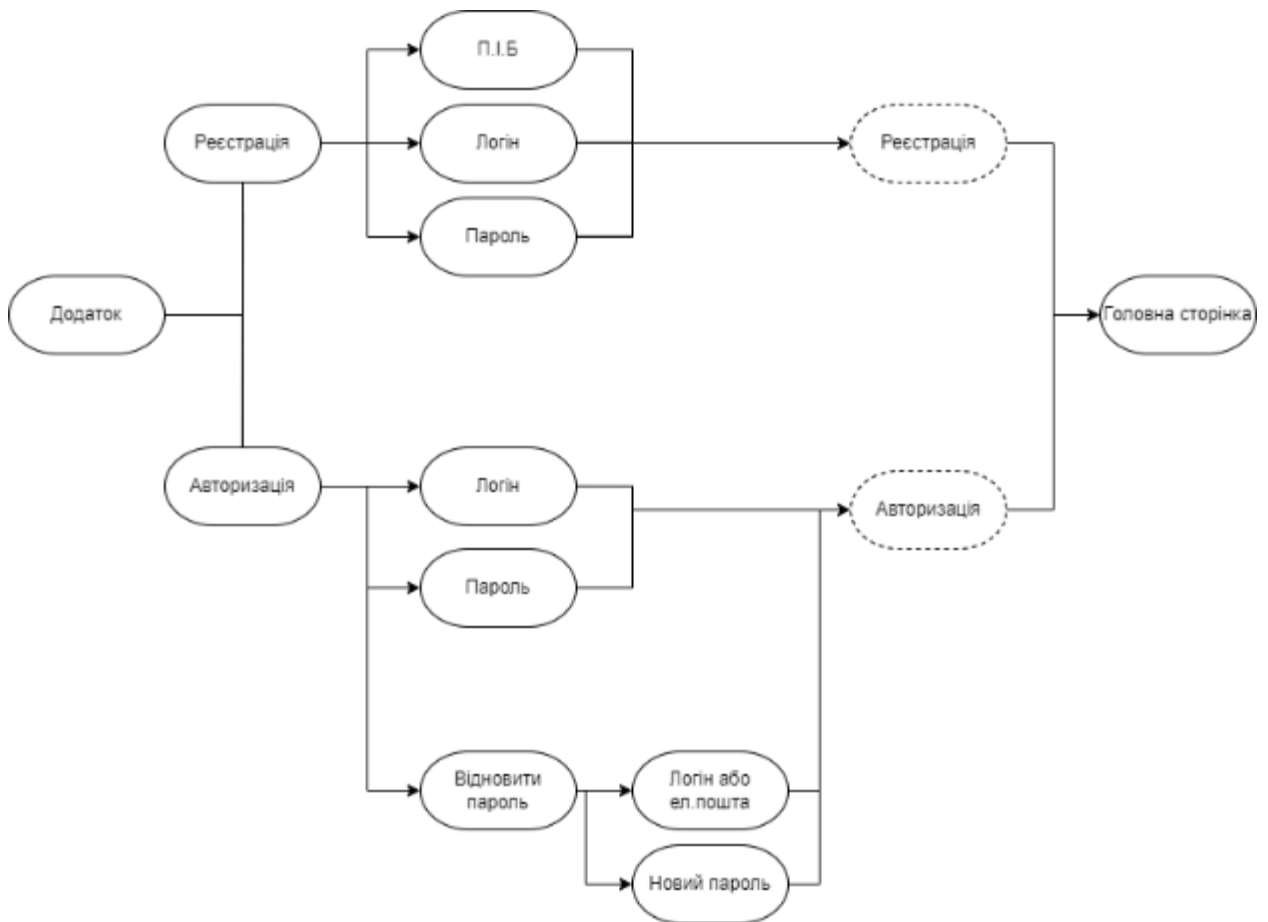 П.І.Б
Реєстрація
Логін
Реєстрація
Пароль
Додаток
Головна сторінка
Авторизація
Логін
Авторизація
Пароль
Відновити
пароль
Логін або
ел.пошта
Новий пароль